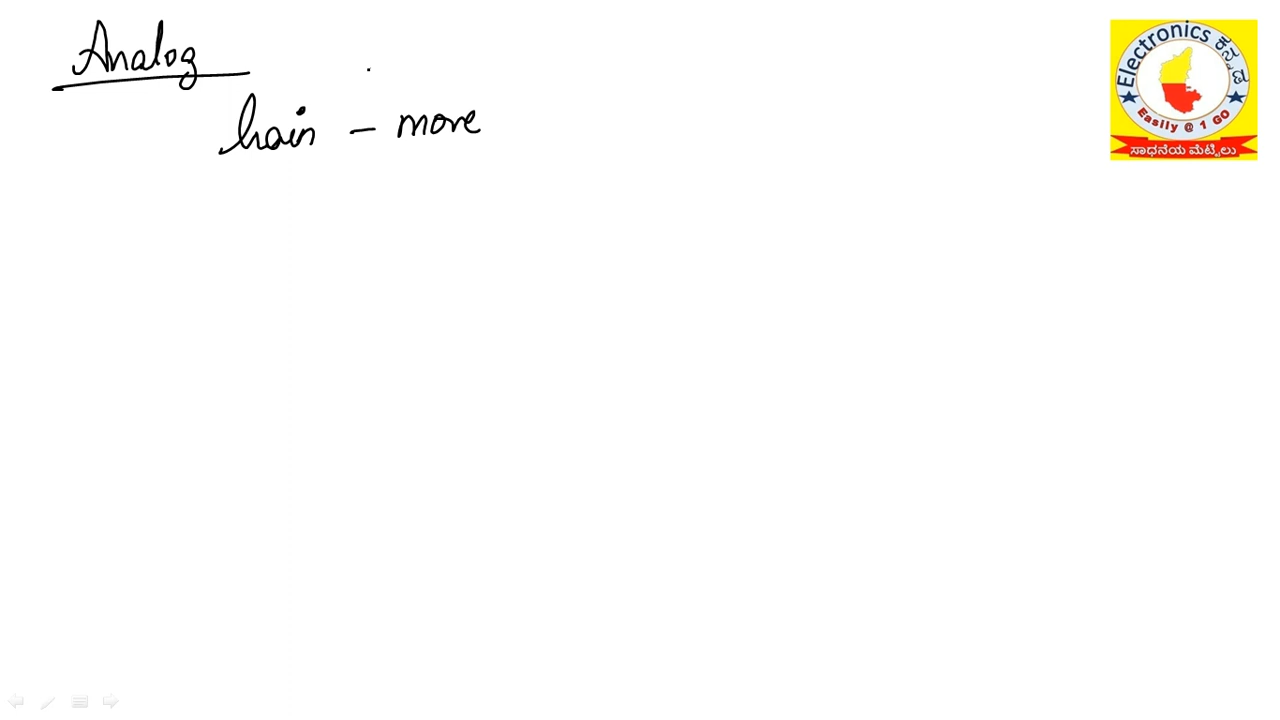 Analog
Gain – more
Electronics ಕನ್ನಡ
Easily @ 1 GO
ಸಾಧನೆಯ ಮೆಟ್ಟಿಲು